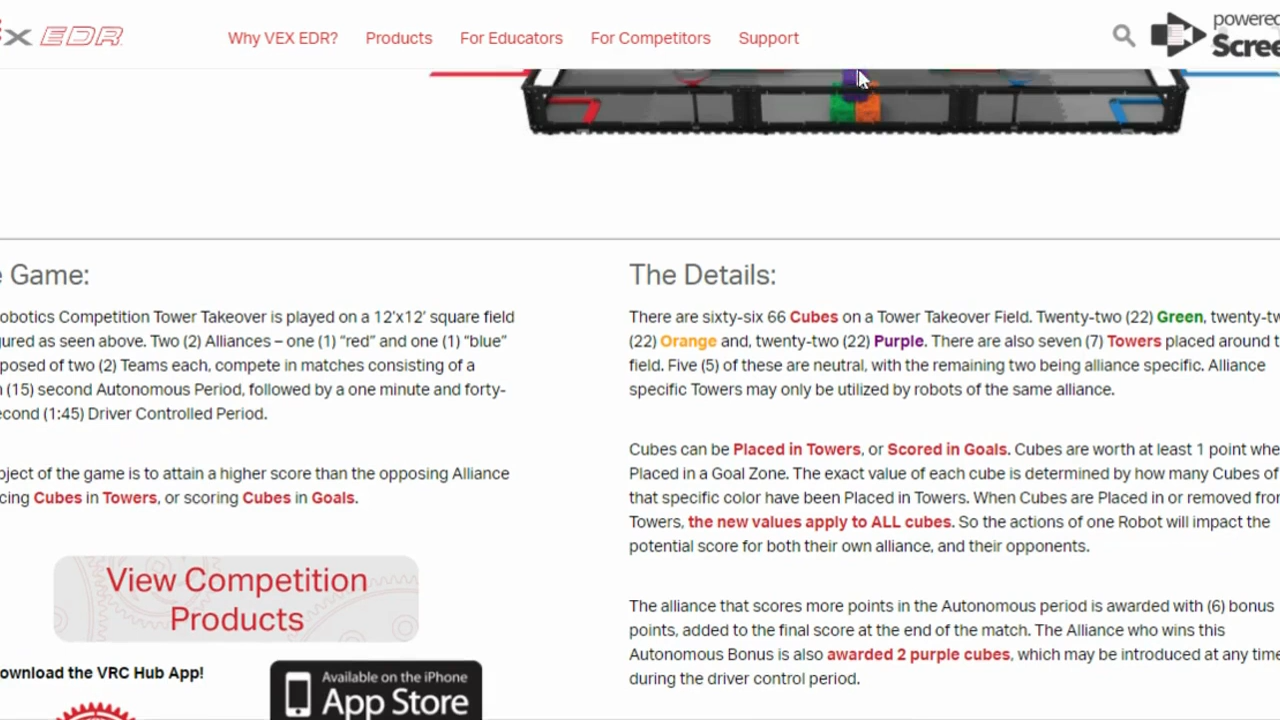 EDR
Why VEX EDR?
Products
For Educators
For Competitors
Support
powered
Scree
Game:
obotics Competition Tower Takeover is played on a 12'x12' square field
ured as seen above. Two (2) Alliances – one (1) “red” and one (1) “blue”
posed of two (2) Teams each, compete in matches consisting of a
(15) second Autonomous Period, followed by a one minute and forty-
econd (1:45) Driver Controlled Period.
bject of the game is to attain a higher score than the opposing Alliance
cing Cubes in Towers, or scoring Cubes in Goals.
View Competition
Products
ownload the VRC Hub App!
Available on the iPhone
App Store
The Details:
There are sixty-six 66 Cubes on a Tower Takeover Field. Twenty-two (22) Green, twenty-tw
(22) Orange and, twenty-two (22) Purple. There are also seven (7) Towers placed around t
field. Five (5) of these are neutral, with the remaining two being alliance specific. Alliance
specific Towers may only be utilized by robots of the same alliance.
Cubes can be Placed in Towers, or Scored in Goals. Cubes are worth at least 1 point whe
Placed in a Goal Zone. The exact value of each cube is determined by how many Cubes of
that specific color have been Placed in Towers. When Cubes are Placed in or removed from
Towers, the new values apply to ALL cubes. So the actions of one Robot will impact the
potential score for both their own alliance, and their opponents.
The alliance that scores more points in the Autonomous period is awarded with (6) bonus
points, added to the final score at the end of the match. The Alliance who wins this
Autonomous Bonus is also awarded 2 purple cubes, which may be introduced at any time
during the driver control period.